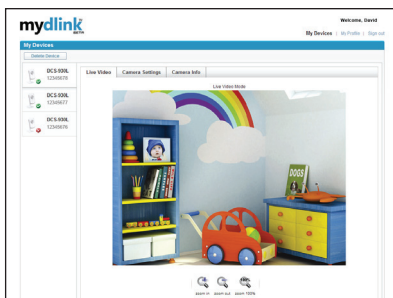 mydlink
BETA
Welcome, David
My Devices | My Profile | Sign out
My Devices
Delete Device
DCS-930L
12345678
DCS-930L
12345677
DCS-930L
12345676
Live Video
Camera Settings
Camera Info
Live Video Mode
DOGS
zoom in
zoom out
zoom 100%